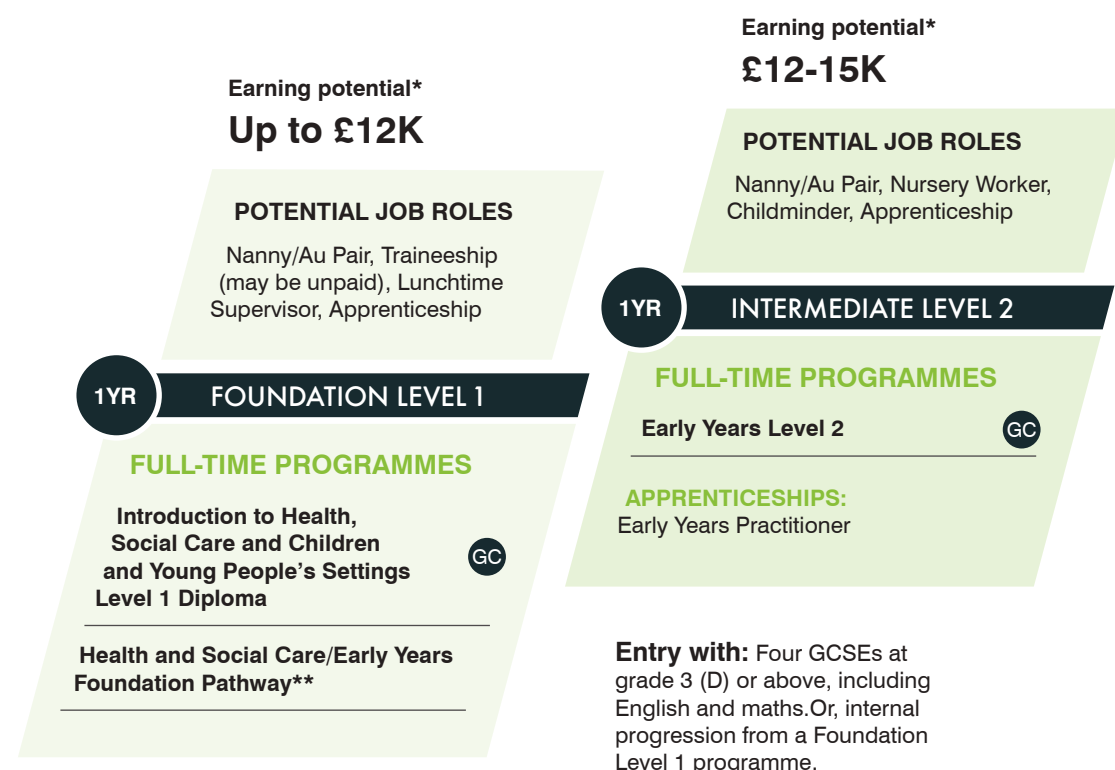 Earning potential*
Up to £12K
POTENTIAL JOB ROLES
Nanny/Au Pair, Traineeship
(may be unpaid), Lunchtime
Supervisor, Apprenticeship
1YR
FOUNDATION LEVEL 1
FULL-TIME PROGRAMMES
Introduction to Health,
Social Care and Children
and Young People’s Settings
Level 1 Diploma
GC
Health and Social Care/Early Years
Foundation Pathway**
Earning potential*
£12-15K
POTENTIAL JOB ROLES
Nanny/Au Pair, Nursery Worker,
Childminder, Apprenticeship
1YR
INTERMEDIATE LEVEL 2
FULL-TIME PROGRAMMES
Early Years Level 2
GC
APPRENTICESHIPS:
Early Years Practitioner
Entry with: Four GCSEs at
grade 3 (D) or above, including
English and maths.Or, internal
progression from a Foundation
Level 1 programme.